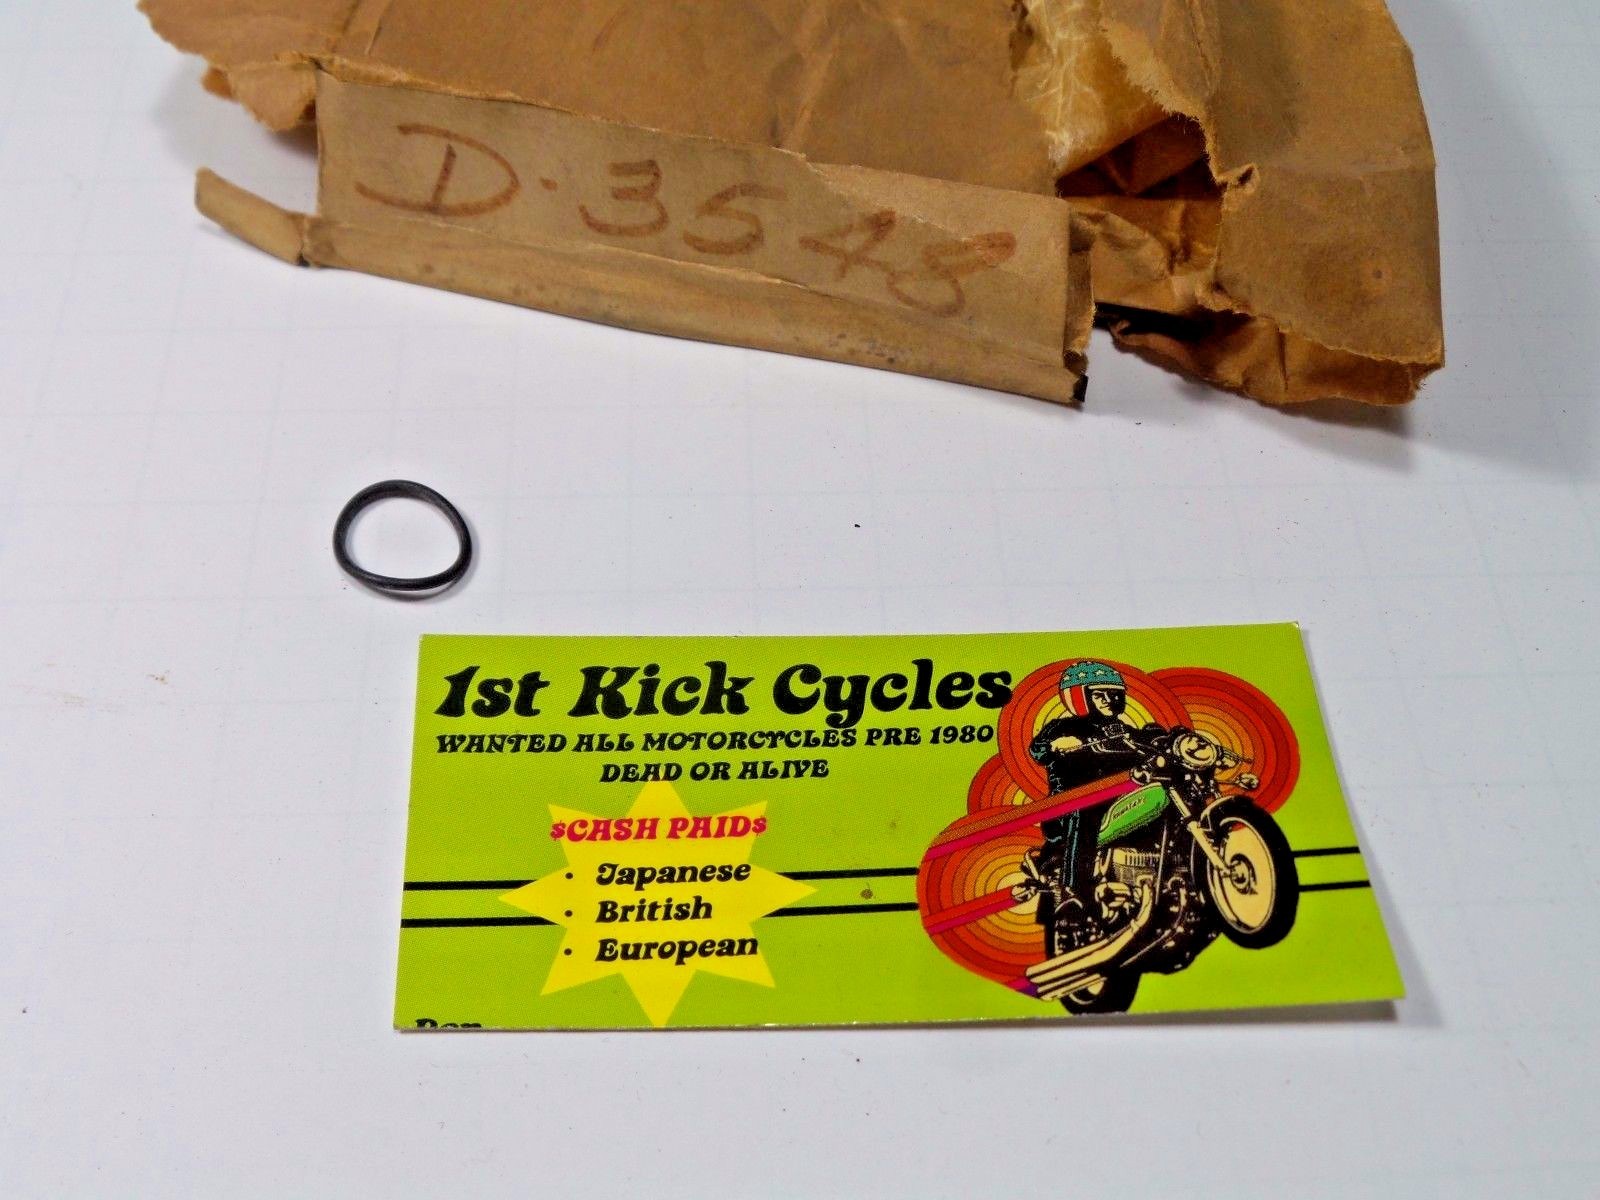 D-3548
1st Kick Cycles
WANTED ALL MOTORCYCLES PRE 1980
DEAD OR ALIVE
$CASH PAID$
· Japanese
· British
· European